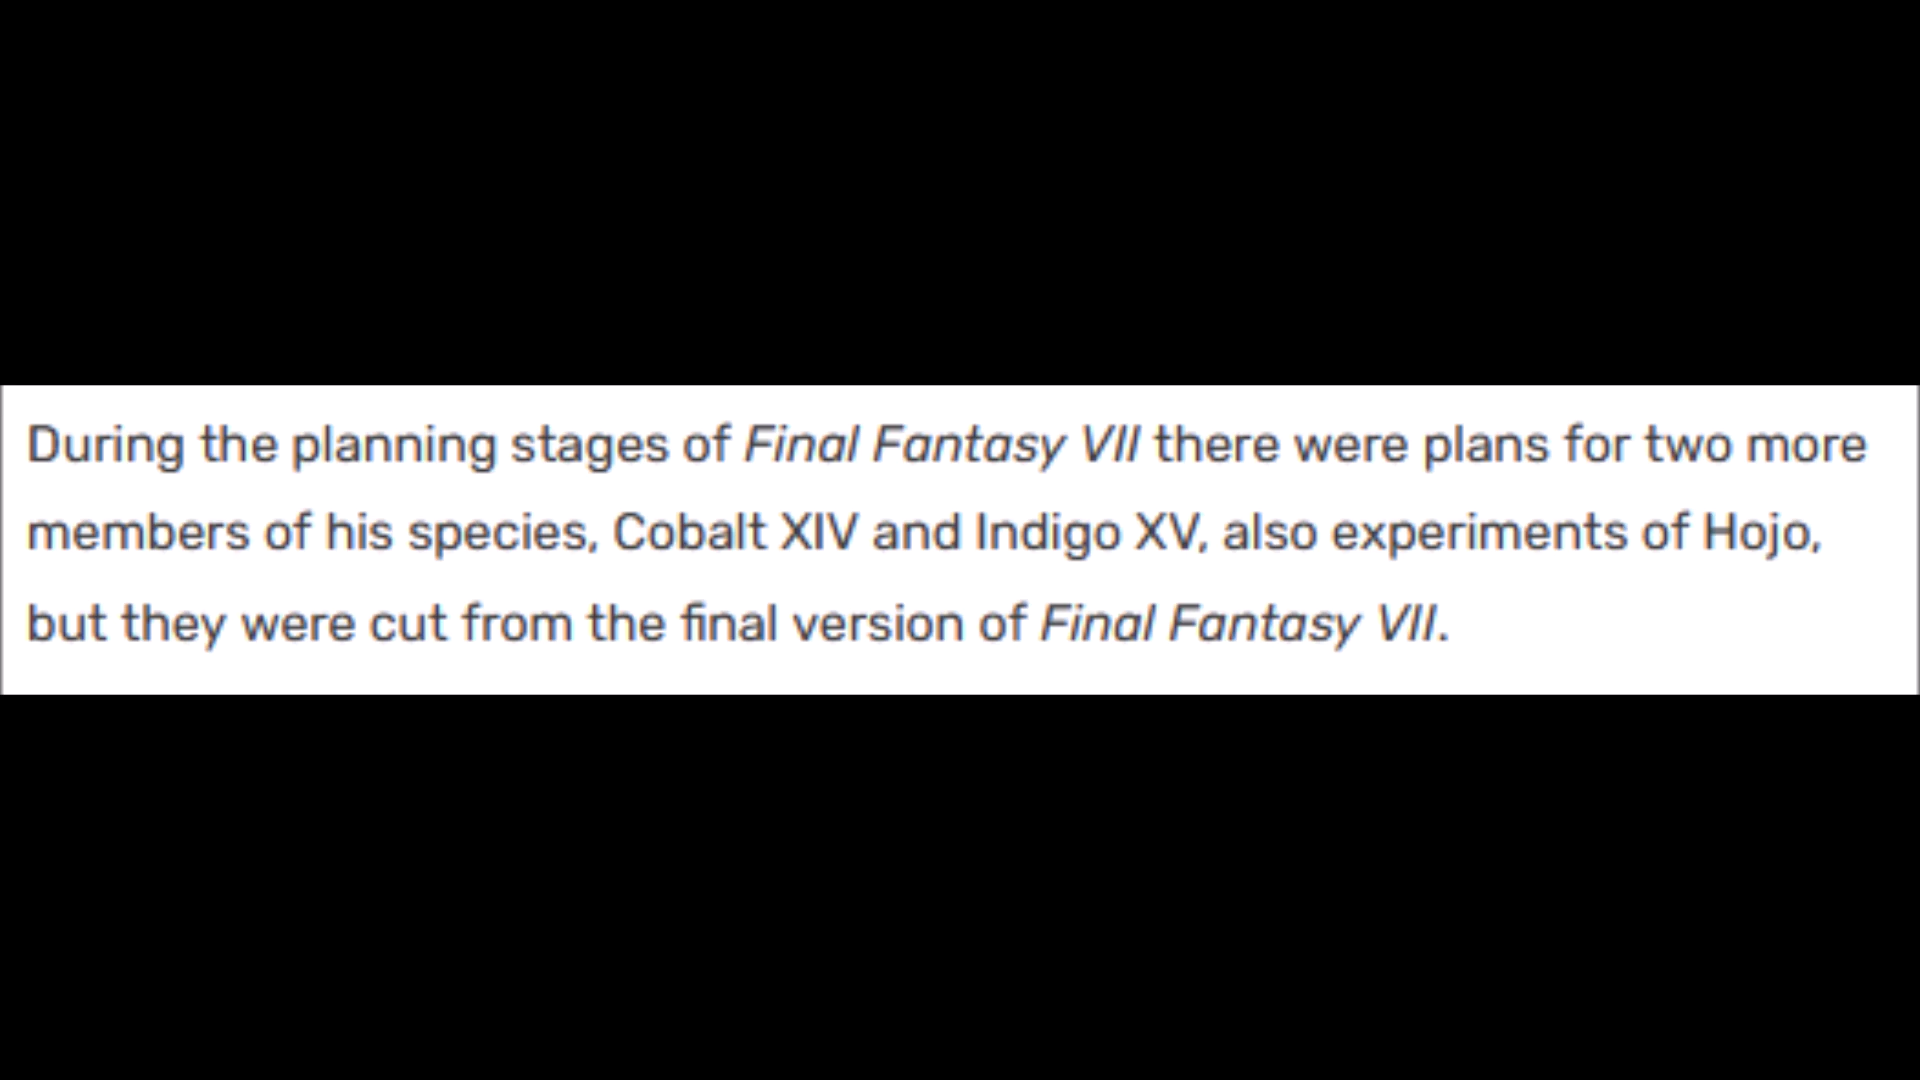 During the planning stages of Final Fantasy VII there were plans for two more
members of his species, Cobalt XIV and Indigo XV, also experiments of Hojo,
but they were cut from the final version of Final Fantasy VII.